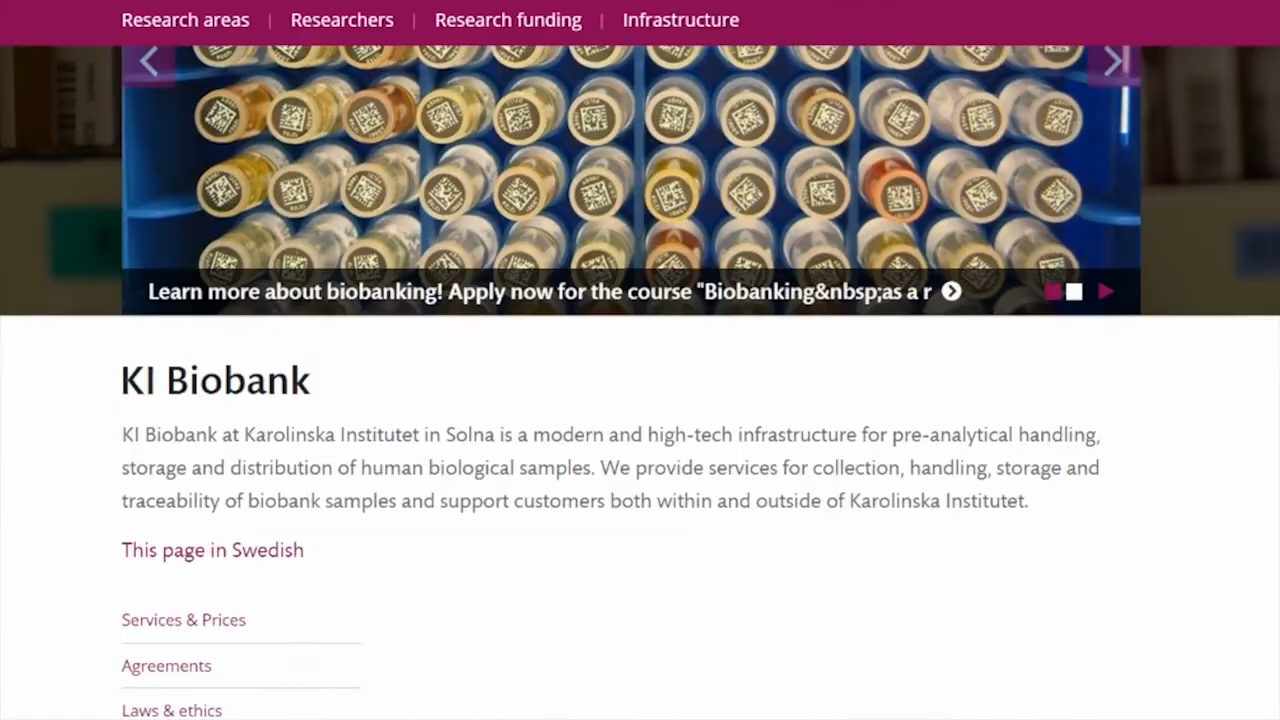 Research areas | Researchers | Research funding | Infrastructure
Learn more about biobanking! Apply now for the course "Biobanking&nbsp;as a r
KI Biobank
KI Biobank at Karolinska Institutet in Solna is a modern and high-tech infrastructure for pre-analytical handling,
storage and distribution of human biological samples. We provide services for collection, handling, storage and
traceability of biobank samples and support customers both within and outside of Karolinska Institutet.
This page in Swedish
Services & Prices
Agreements
Laws & ethics